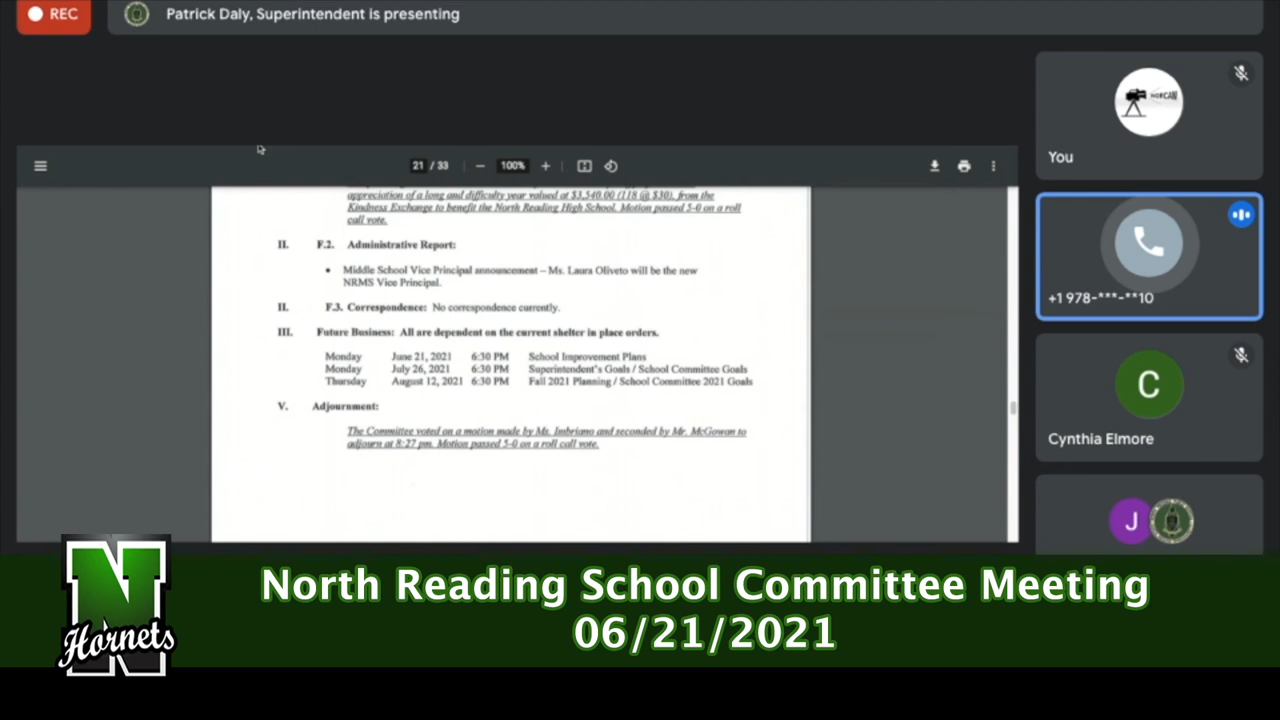 REC
Patrick Daly, Superintendent is presenting
21 / 33
100%
appreciation of a long and difficulty year valued at $3,540.00 (118 @ $30), from the
Kindness Exchange to benefit the North Reading High School. Motion passed 5-0 on a roll
call vote.
II. F.2. Administrative Report:
• Middle School Vice Principal announcement – Ms. Laura Oliveto will be the new
NRMS Vice Principal.
II. F.3. Correspondence: No correspondence currently.
III. Future Business: All are dependent on the current shelter in place orders.
Monday June 21, 2021 6:30 PM School Improvement Plans
Monday July 26, 2021 6:30 PM Superintendent's Goals / School Committee Goals
Thursday August 12, 2021 6:30 PM Fall 2021 Planning / School Committee 2021 Goals
V. Adjournment:
The Committee voted on a motion made by Ms. Imbriano and seconded by Mr. McGowan to
adjourn at 8:27 pm. Motion passed 5-0 on a roll call vote.
NORCAM
You
+1 978-***-**10
C
Cynthia Elmore
J
N
Hornets
North Reading School Committee Meeting
06/21/2021